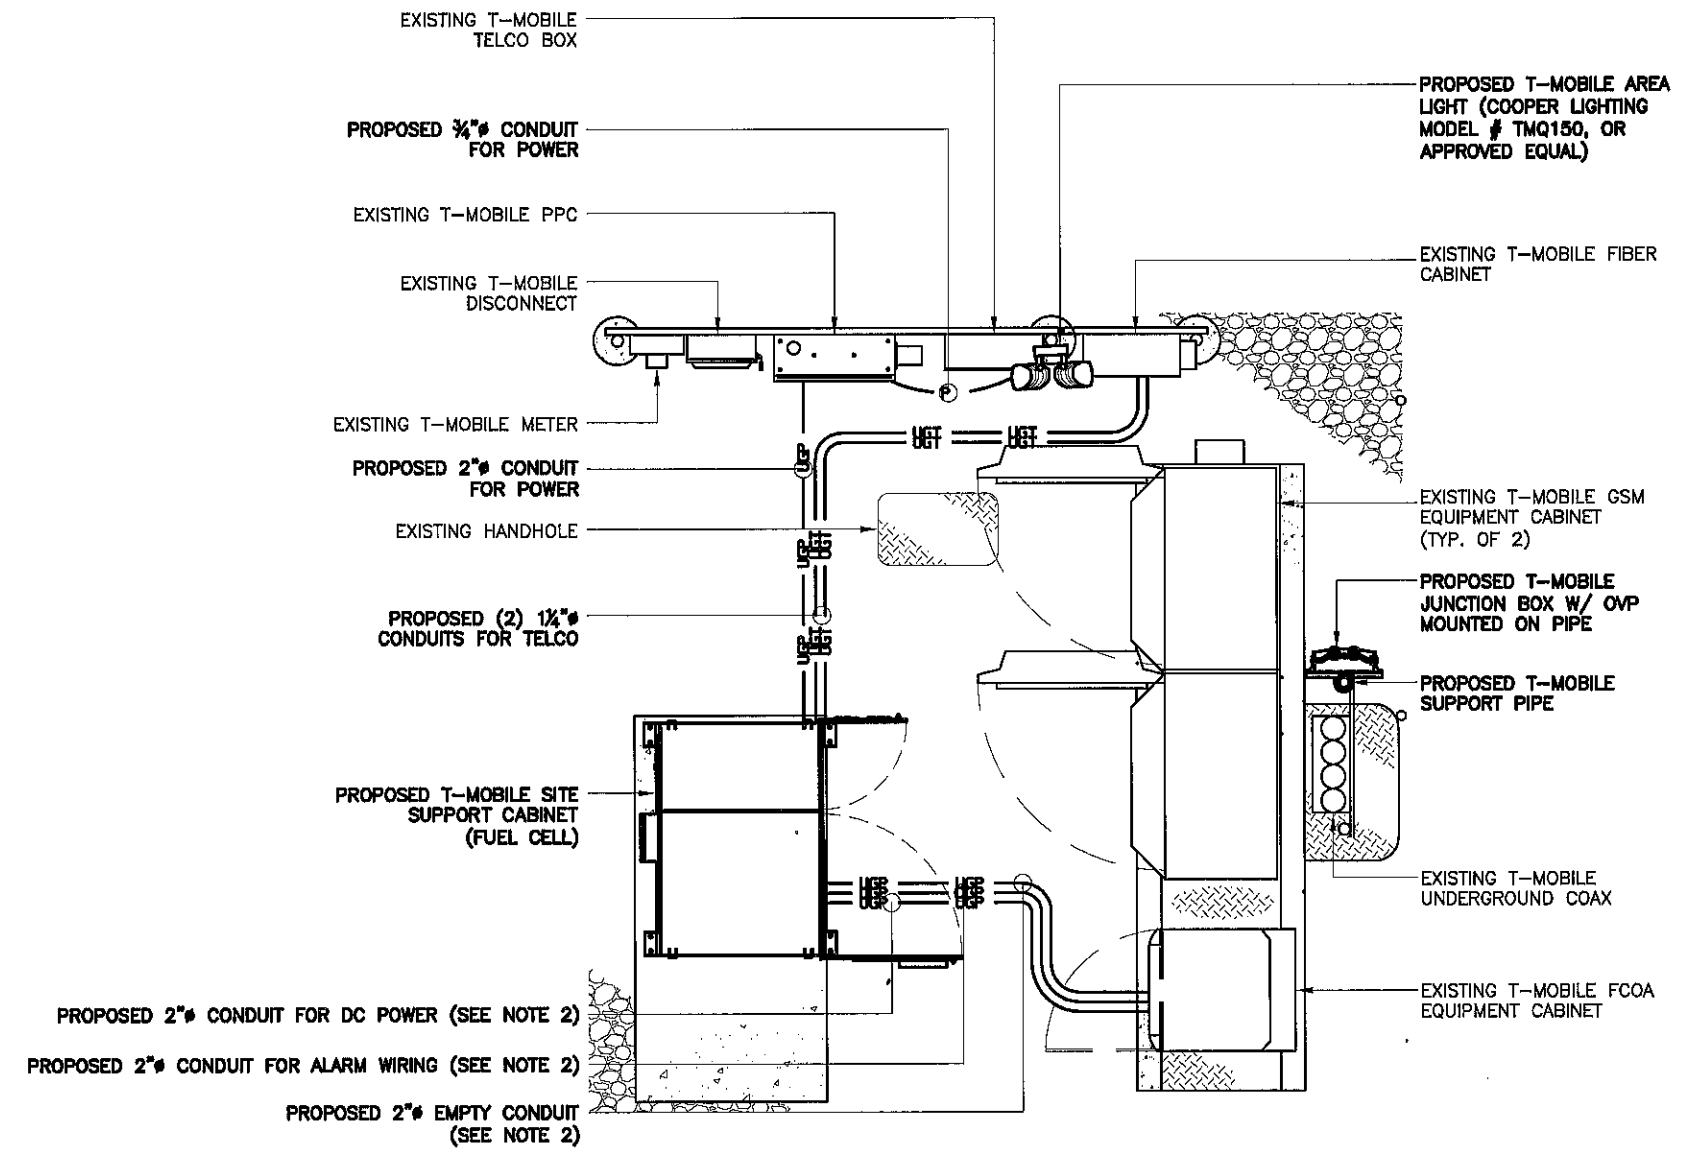 EXISTING T-MOBILE
TELCO BOX
PROPOSED ¾"ø CONDUIT
FOR POWER
EXISTING T-MOBILE PPC
EXISTING T-MOBILE
DISCONNECT
EXISTING T-MOBILE METER
PROPOSED 2"ø CONDUIT
FOR POWER
EXISTING HANDHOLE
PROPOSED (2) 1¼"ø
CONDUITS FOR TELCO
PROPOSED T-MOBILE SITE
SUPPORT CABINET
(FUEL CELL)
PROPOSED 2"ø CONDUIT FOR DC POWER (SEE NOTE 2)
PROPOSED 2"ø CONDUIT FOR ALARM WIRING (SEE NOTE 2)
PROPOSED 2"ø EMPTY CONDUIT
(SEE NOTE 2)
P
UGT
UGT
UGT
UGT
UGP
UGP
UGT
UGT
UGP
UGT
UGT
PROPOSED T-MOBILE AREA
LIGHT (COOPER LIGHTING
MODEL # TMQ150, OR
APPROVED EQUAL)
EXISTING T-MOBILE FIBER
CABINET
EXISTING T-MOBILE GSM
EQUIPMENT CABINET
(TYP. OF 2)
PROPOSED T-MOBILE
JUNCTION BOX W/ OVP
MOUNTED ON PIPE
PROPOSED T-MOBILE
SUPPORT PIPE
EXISTING T-MOBILE
UNDERGROUND COAX
EXISTING T-MOBILE FCOA
EQUIPMENT CABINET